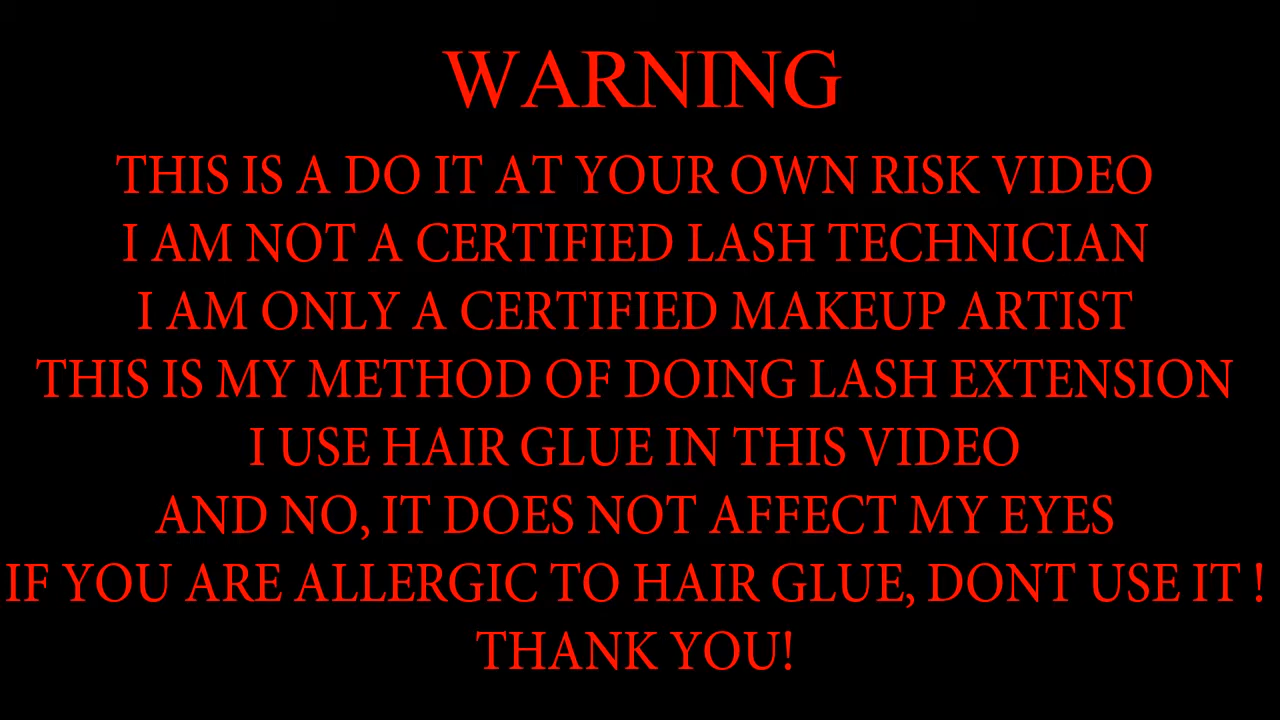 WARNING
THIS IS A DO IT AT YOUR OWN RISK VIDEO
I AM NOT A CERTIFIED LASH TECHNICIAN
I AM ONLY A CERTIFIED MAKEUP ARTIST
THIS IS MY METHOD OF DOING LASH EXTENSION
I USE HAIR GLUE IN THIS VIDEO
AND NO, IT DOES NOT AFFECT MY EYES
IF YOU ARE ALLERGIC TO HAIR GLUE, DONT USE IT !
THANK YOU!